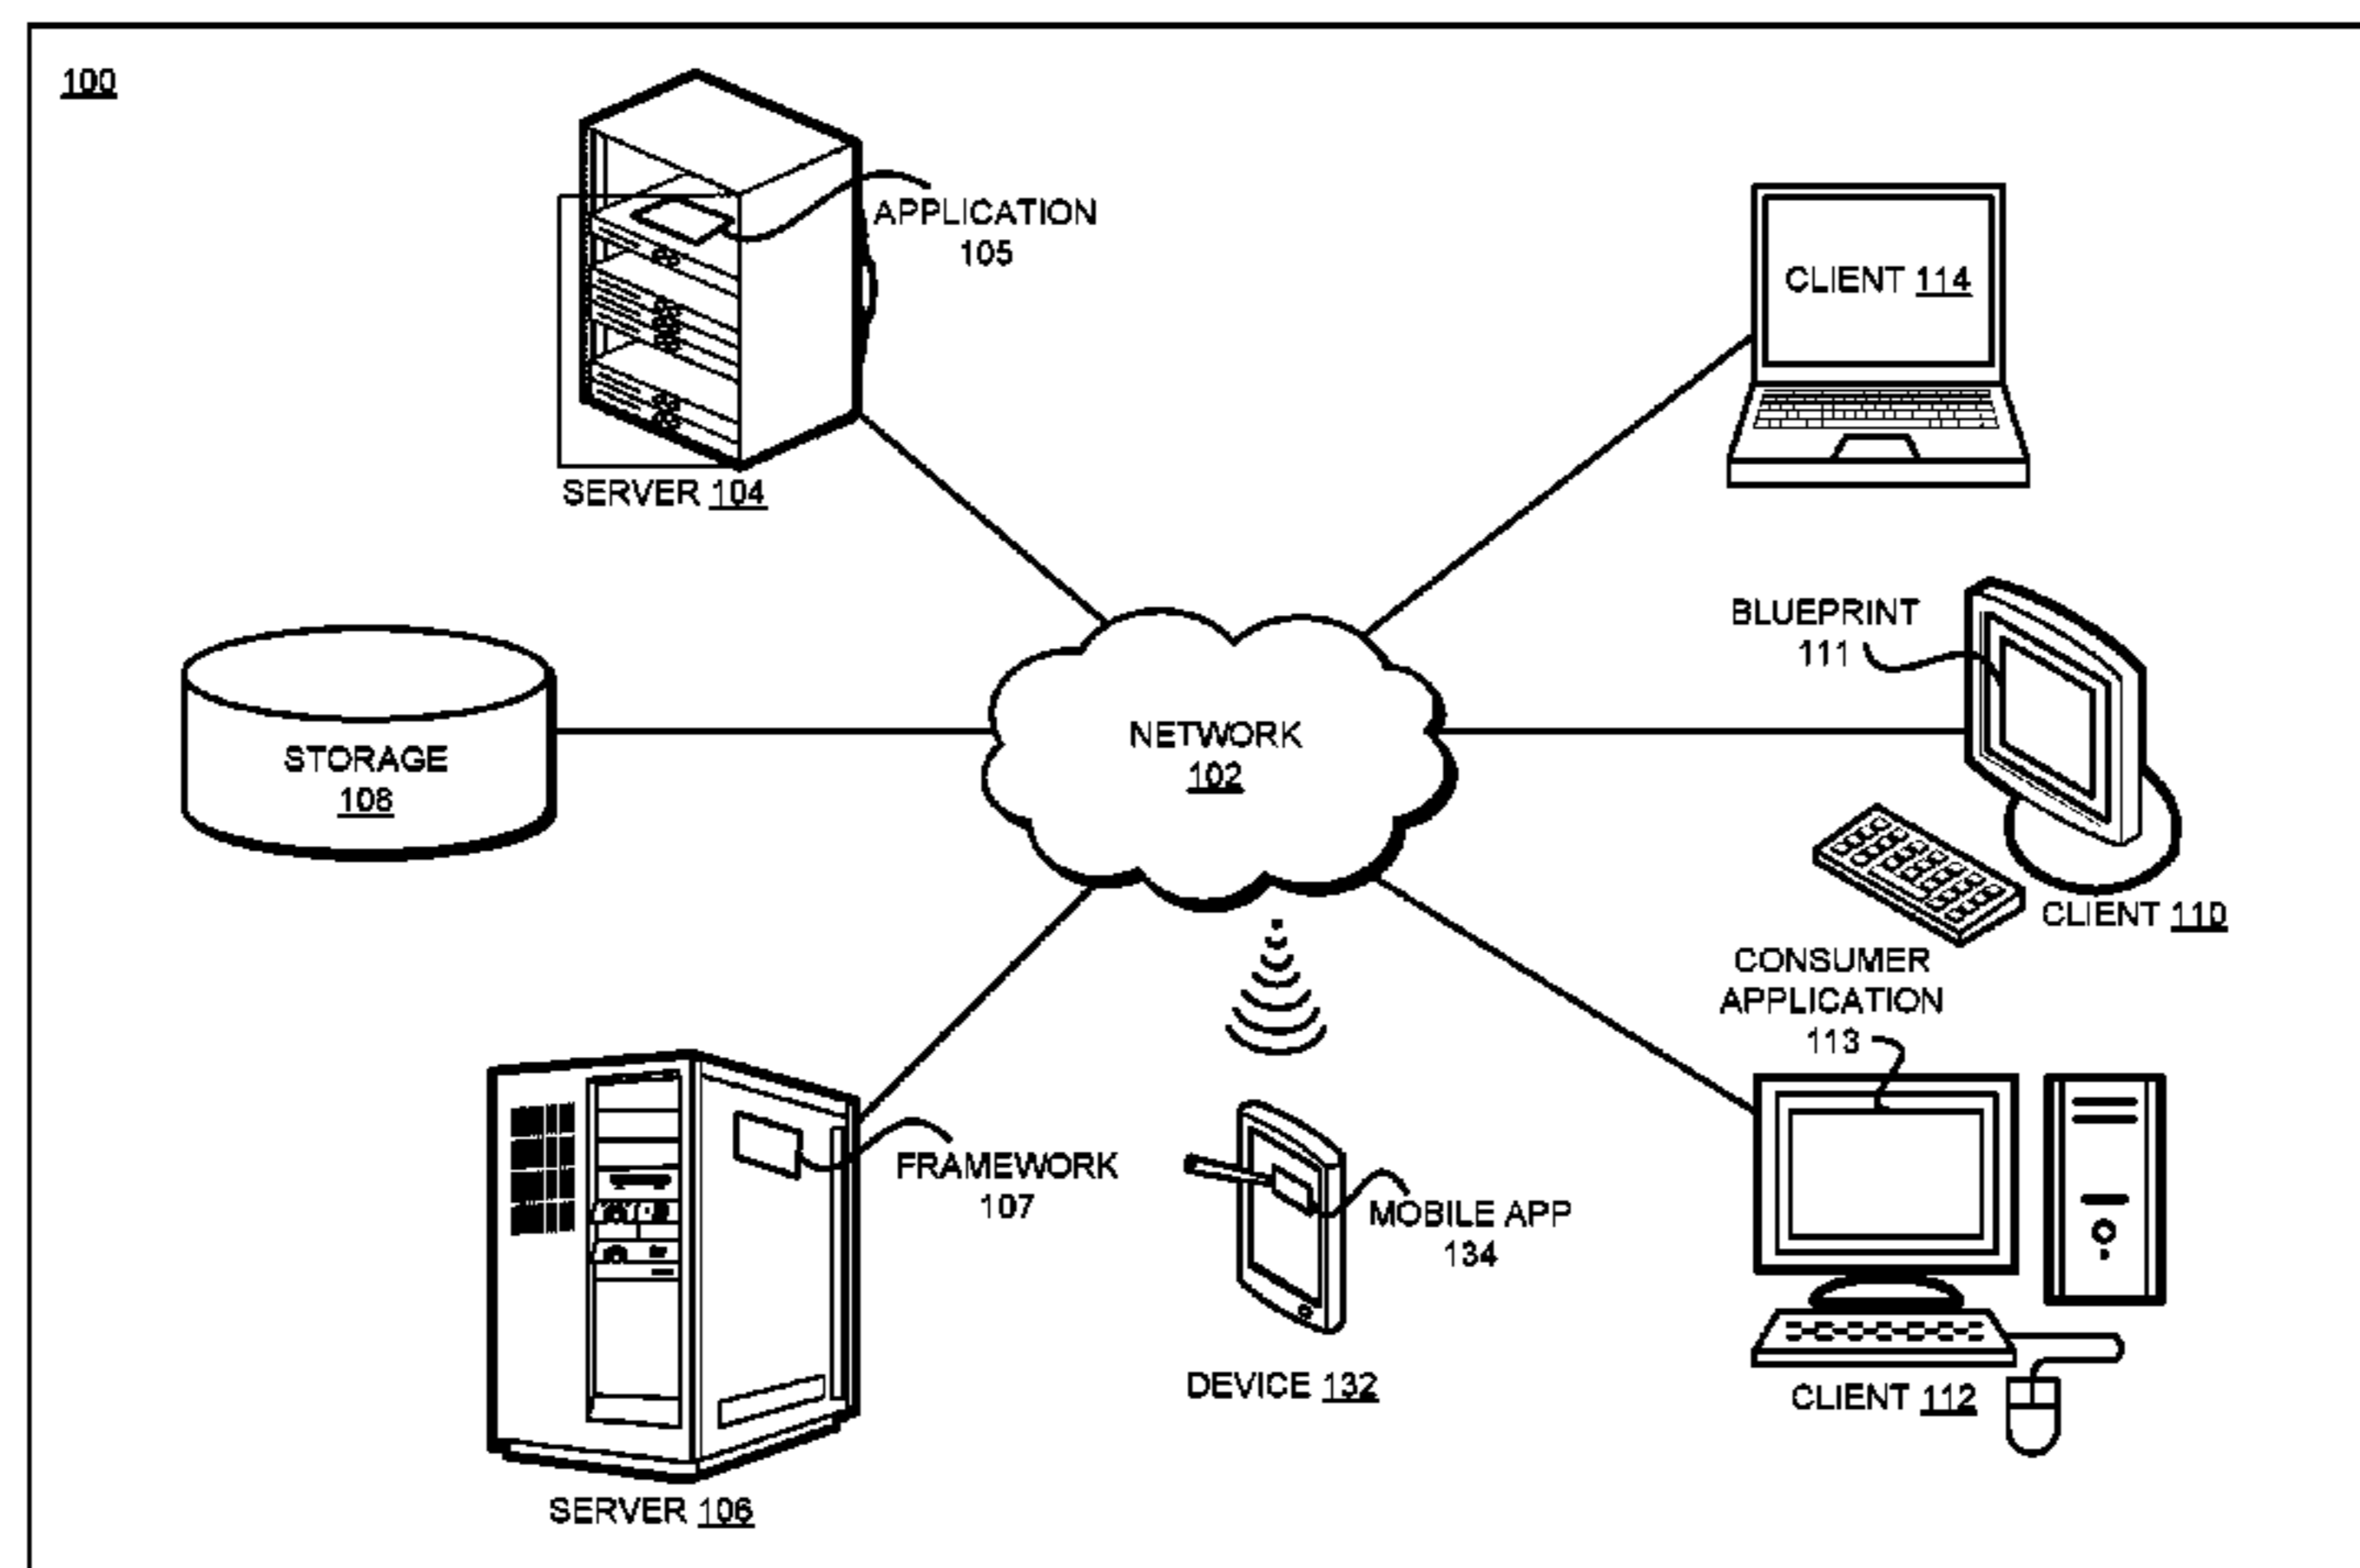 100
APPLICATION
105
CLIENT 114
SERVER 104
BLUEPRINT
111
NETWORK
102
STORAGE
108
CLIENT 110
CONSUMER
APPLICATION
113
FRAMEWORK
107
MOBILE APP
134
DEVICE 132
CLIENT 112
SERVER 106